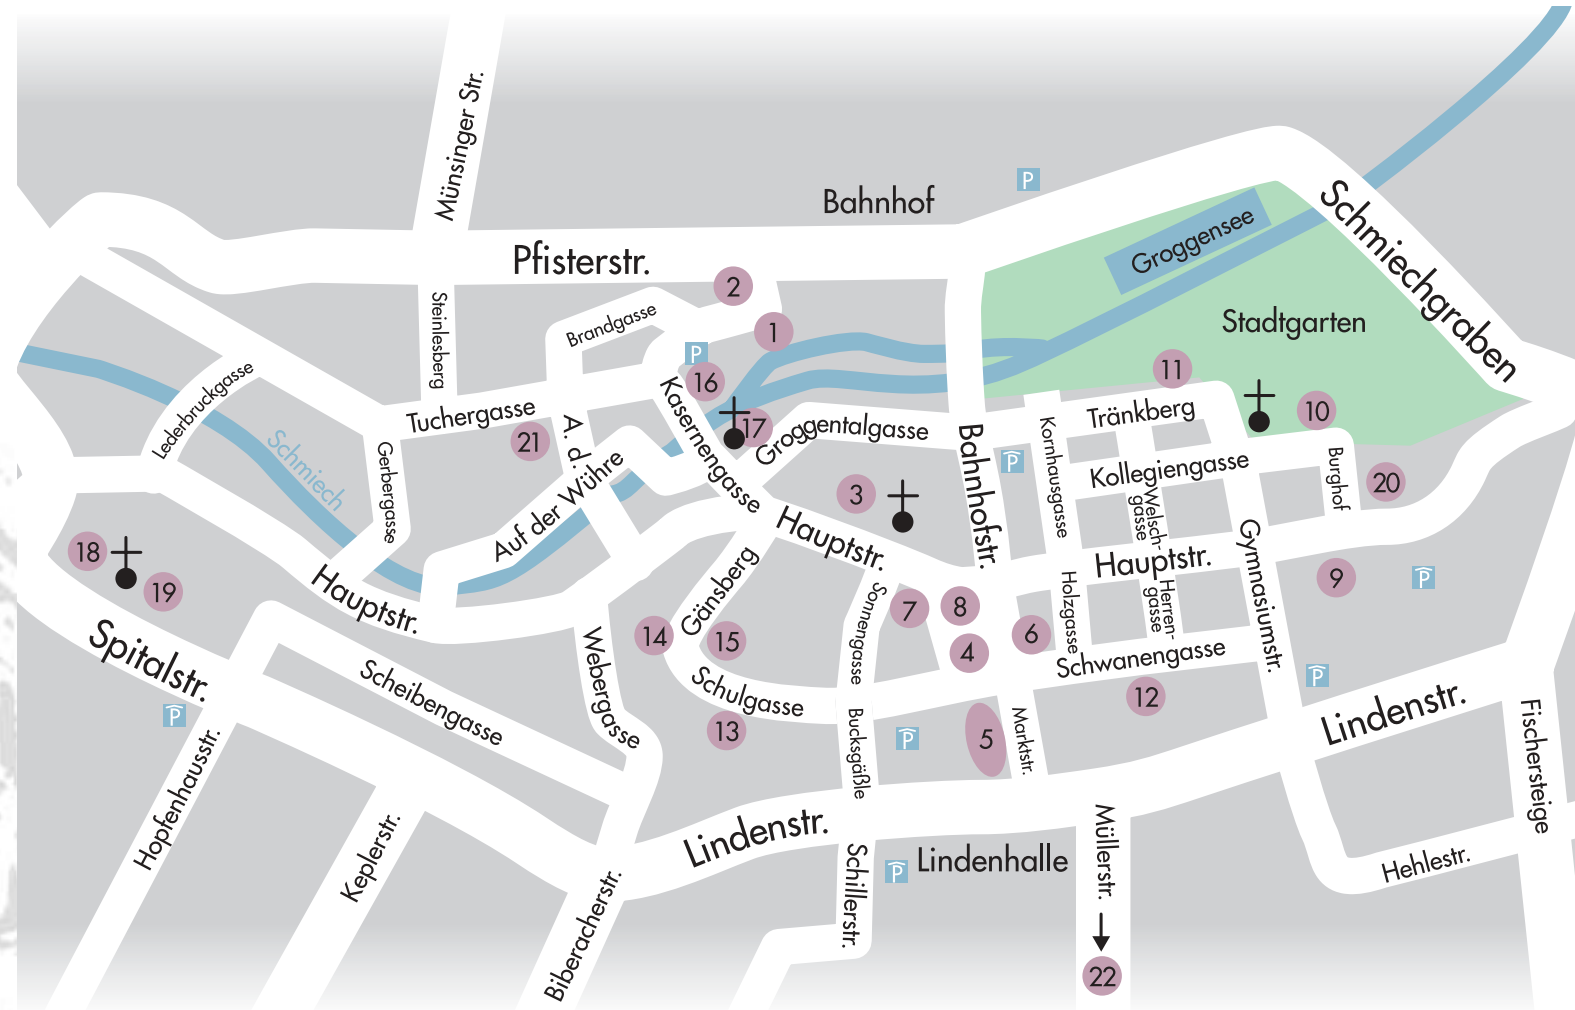 Münsinger Str.
P
Bahnhof
Schmiechgraben
Pfisterstr.
Groggensee
2
Steinlesberg
Brandgasse
1
Stadtgarten
P
16
11
Lederbruckgasse
Kasernengasse
Tuchergasse
21
A. d.
17
Groggentalgasse
Tränkberg
10
Schmiech
Gerbergasse
Auf der Wühre
Bahnhofstr.
P
Kornhausgasse
Kollegiengasse
Burghof
20
3
Welsch-
gasse
18
19
Hauptstr.
Hauptstr.
Hauptstr.
Gymnasiumstr.
9
P
Gänsberg
Sonnengasse
7
8
Holzgasse
Herren-
gasse
Spitalstr.
Webergasse
14
15
4
6
Schwanengasse
P
Scheibengasse
Schulgasse
13
12
P
Hopfenhausstr.
Bucksgäßle
P
5
Marktstr.
Lindenstr.
Fischersteige
Keplerstr.
Lindenstr.
Schillerstr.
P
Lindenhalle
Müllerstr.
Hehlestr.
Biberacherstr.
22